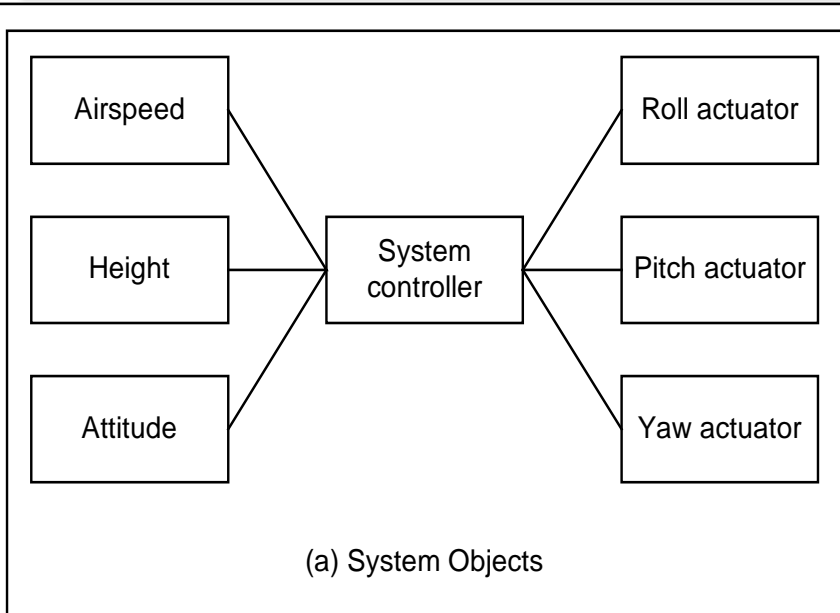 Airspeed
Roll actuator
Height
System
controller
Pitch actuator
Attitude
Yaw actuator
(a) System Objects